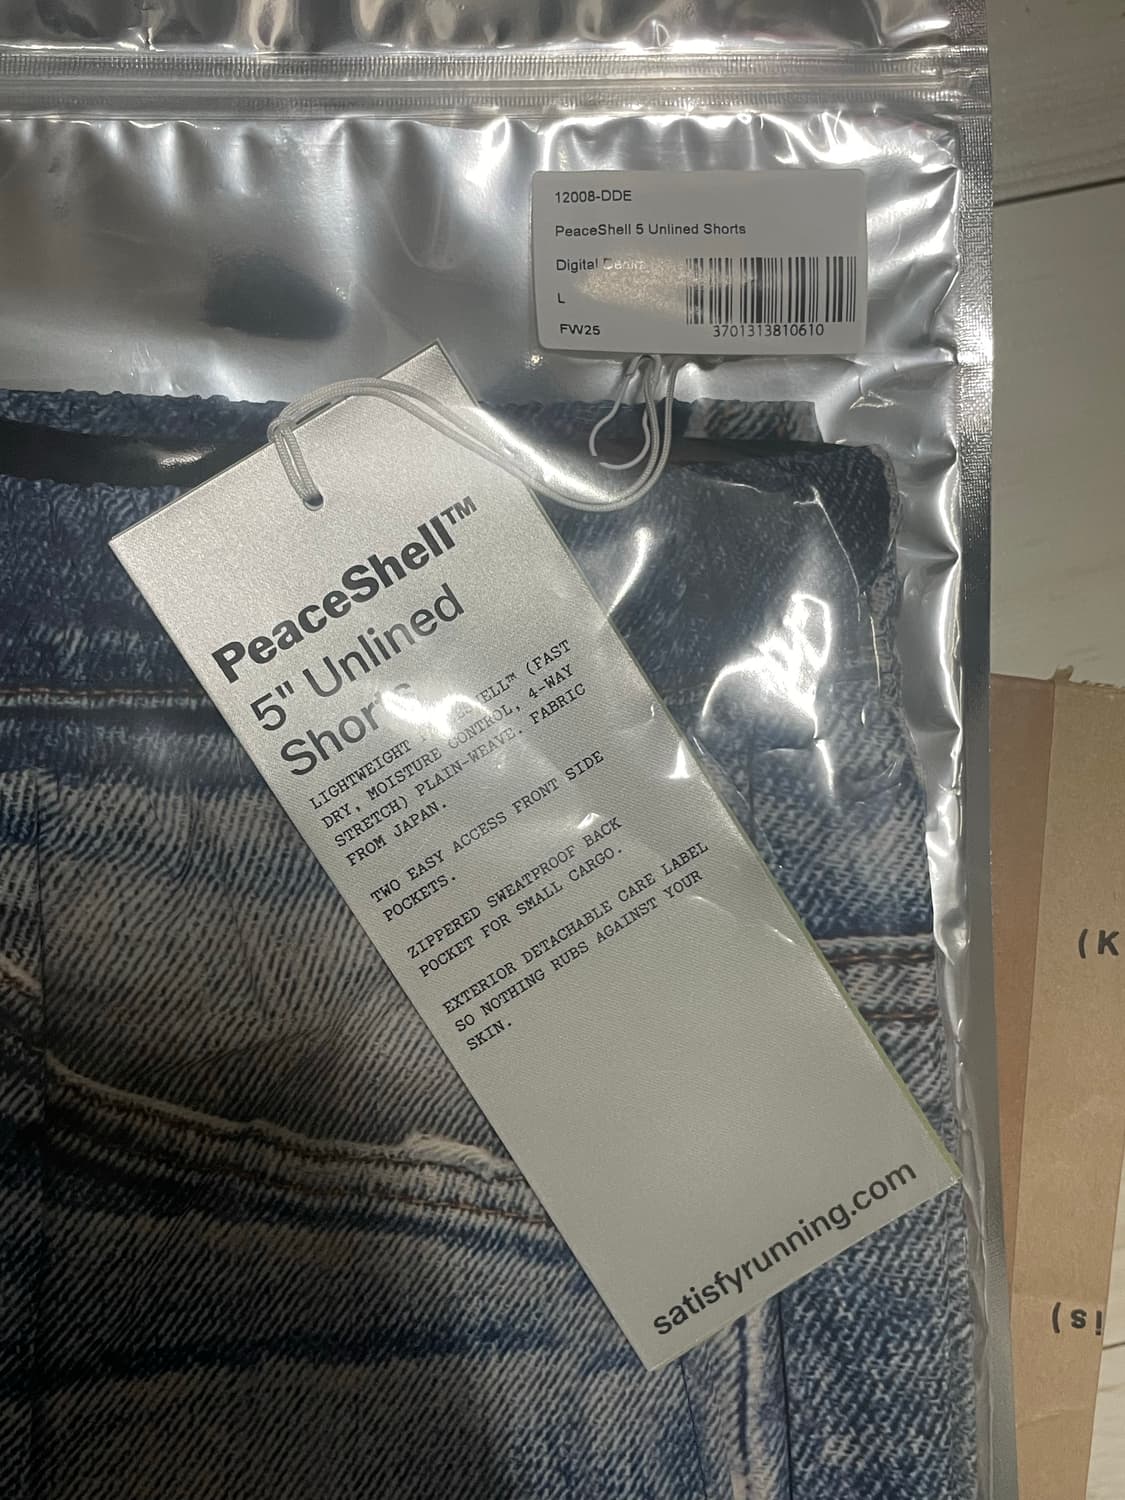 12008-DDE
PeaceShell 5 Unlined Shorts
Digital Denim
L
FW25
3701313810610
PeaceShell™
5" Unlined
Shorts
LIGHTWEIGHT
DRY, MOISTURE CONTROL, 4-WAY
STRETCH) PLAIN-WEAVE. FABRIC
FROM JAPAN.
TWO EASY ACCESS FRONT SIDE
POCKETS.
ZIPPERED SWEATPROOF BACK
POCKET FOR SMALL CARGO.
EXTERIOR DETACHABLE CARE LABEL
SO NOTHING RUBS AGAINST YOUR
SKIN.
satisfyrunning.com
(K
(s!